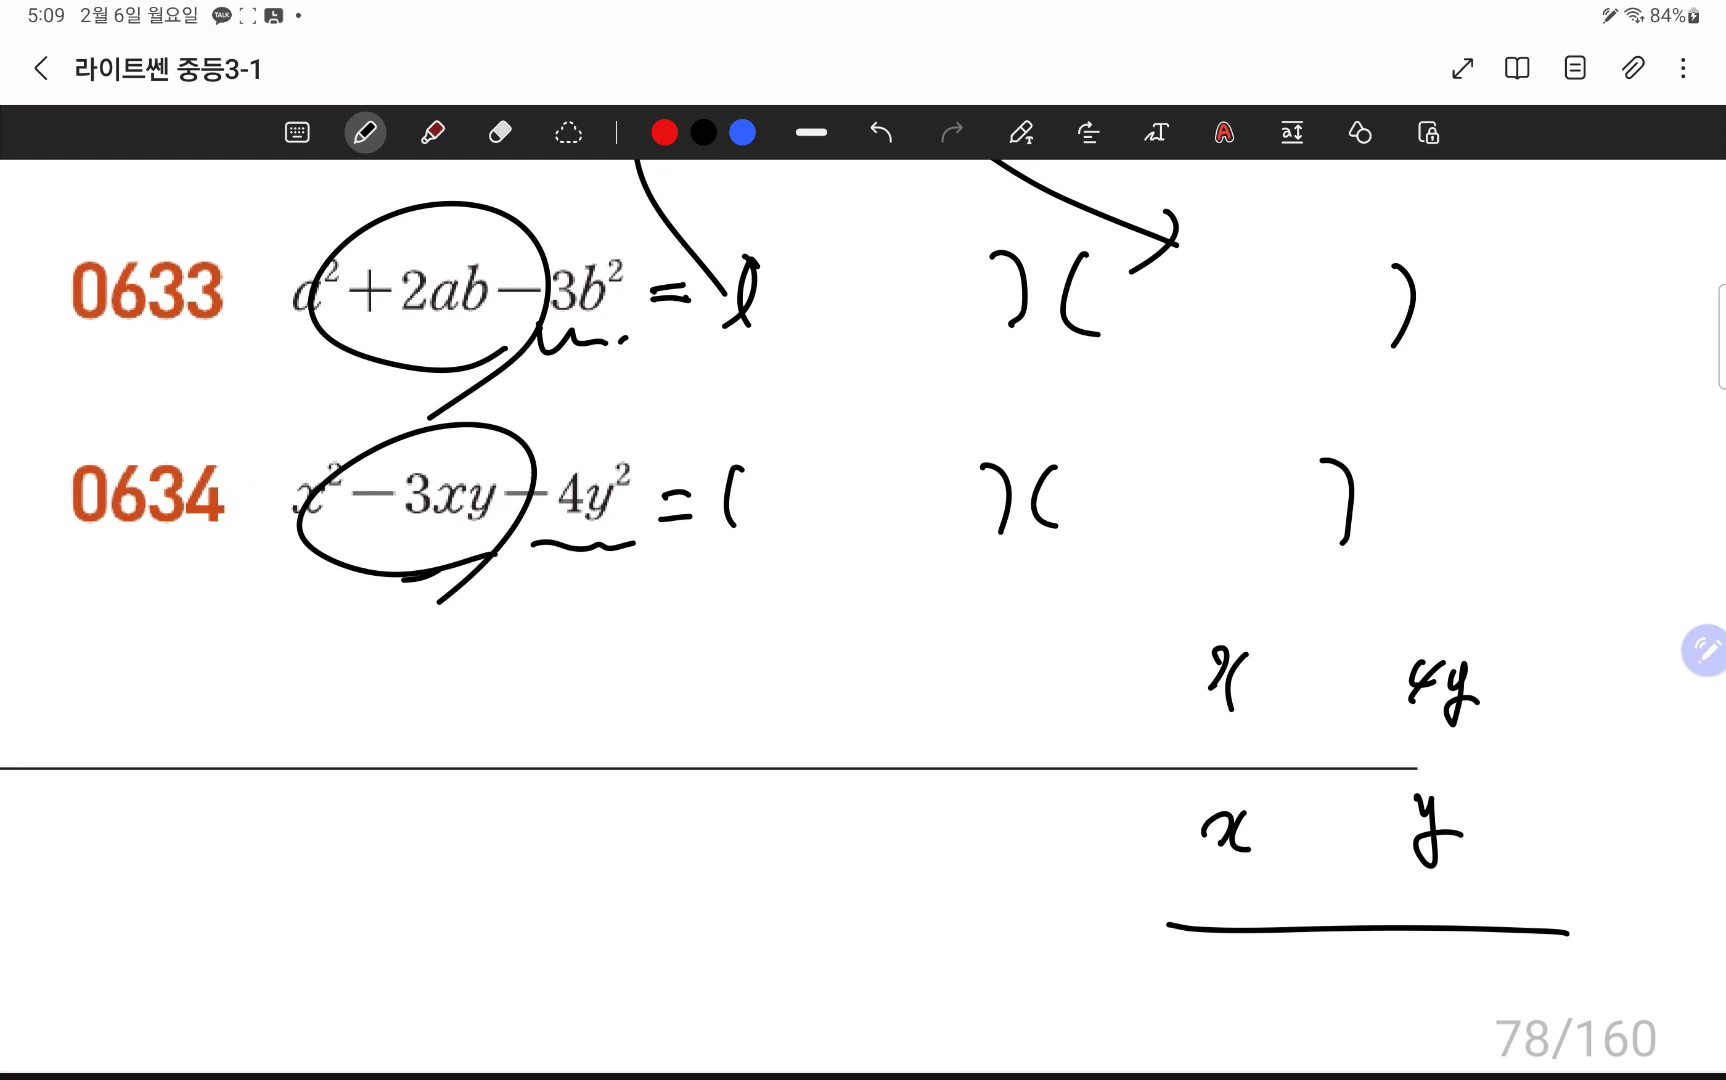 5:09 2월 6일 월요일 TALK 84%
라이트쎈 중등3-1
0633 a² + 2ab − 3b² = ( )( )
0634 x² − 3xy − 4y² = ( )( )
x 4y
x y
78/160